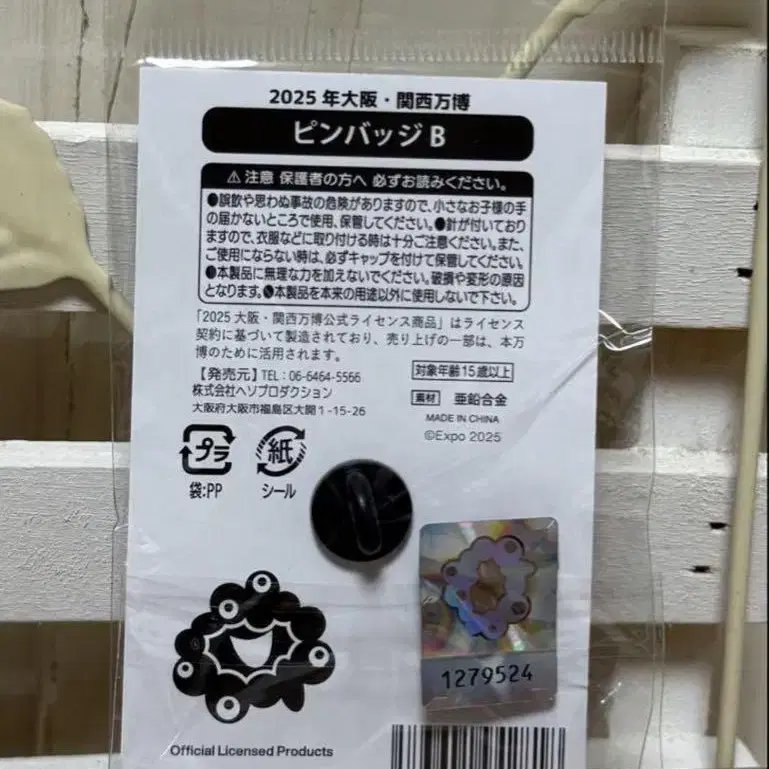 2025年大阪・関西万博
ピンバッジB
⚠注意 保護者の方へ 必ずお読みください。
●誤飲や思わぬ事故の危険がありますので、小さなお子様の手
の届かないところで使用、保管してください。●針が付いており
ますので、衣服などに取り付ける時は十分ご注意ください。また、
ご使用にならない時は、必ずキャップを付けて保管してください。
●本製品に無理な力を加えないでください。破損や変形の原因
となります。●本製品を本来の用途以外に使用しないで下さい。
「2025 大阪・関西万博公式ライセンス商品」はライセンス
契約に基づいて製造されており、売り上げの一部は、本万
博のために活用されます。
【発売元】TEL:06-6464-5566
株式会社ヘソプロダクション
大阪府大阪市福島区大開1-15-26
対象年齢15歳以上
素材 亜鉛合金
MADE IN CHINA
©Expo 2025
プラ
袋:PP
紙
シール
1279524
Official Licensed Products